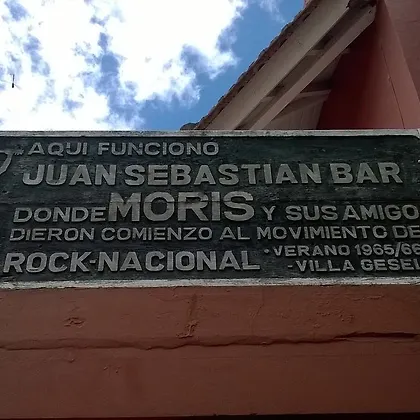 AQUI FUNCIONO
JUAN SEBASTIAN BAR
DONDE MORIS Y SUS AMIGO
DIERON COMIENZO AL MOVIMIENTO DE
ROCK-NACIONAL
·VERANO 1965/6
-VILLA GESEL